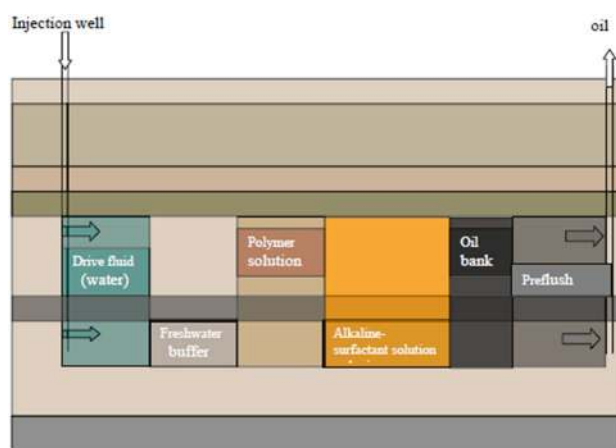 Injection well
oil
Drive fluid
(water)
Freshwater
buffer
Polymer
solution
Alkaline-
surfactant solution
Oil
bank
Preflush